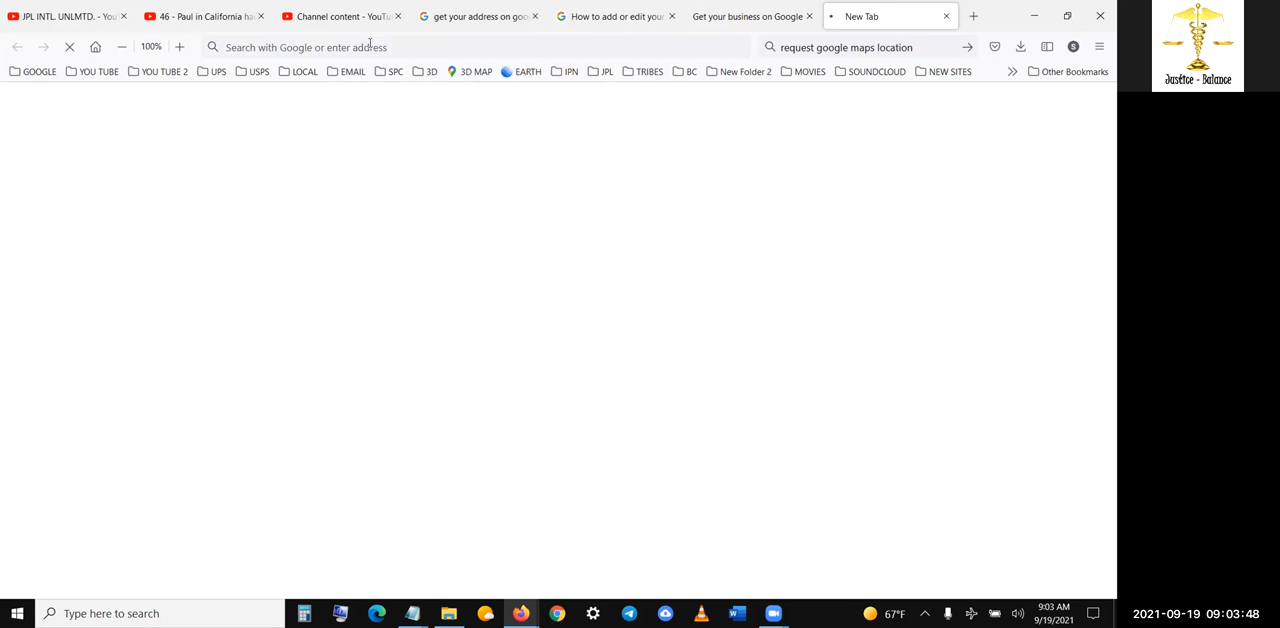 JPL INTL. UNLMTD. - You
46 - Paul in California ha
Channel content - YouTu
get your address on goo
How to add or edit your
Get your business on Google
New Tab
100%
Search with Google or enter address
request google maps location
S
GOOGLE
YOU TUBE
YOU TUBE 2
UPS
USPS
LOCAL
EMAIL
SPC
3D
3D MAP
EARTH
IPN
JPL
TRIBES
BC
New Folder 2
MOVIES
SOUNDCLOUD
NEW SITES
Other Bookmarks
Justice - Balance
Type here to search
67°F
9:03 AM
9/19/2021
2021-09-19 09:03:48